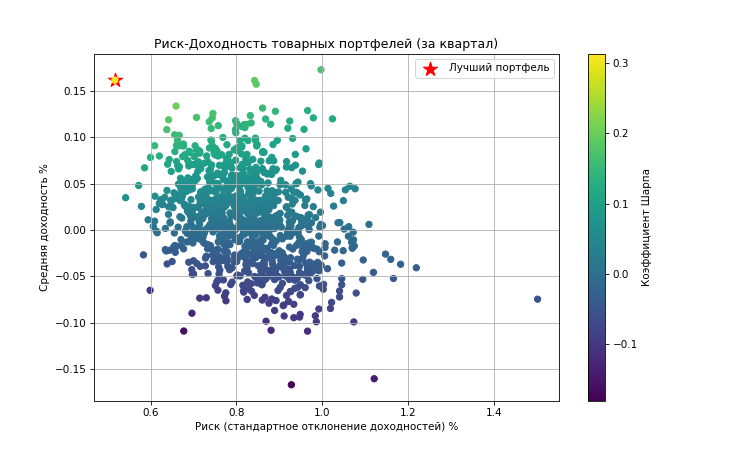 Риск-Доходность товарных портфелей (за квартал)
Лучший портфель
Средняя доходность %
0.15
0.10
0.05
0.00
−0.05
−0.10
−0.15
0.6 0.8 1.0 1.2 1.4
Риск (стандартное отклонение доходностей) %
0.3
0.2
0.1
0.0
−0.1
Коэффициент Шарпа